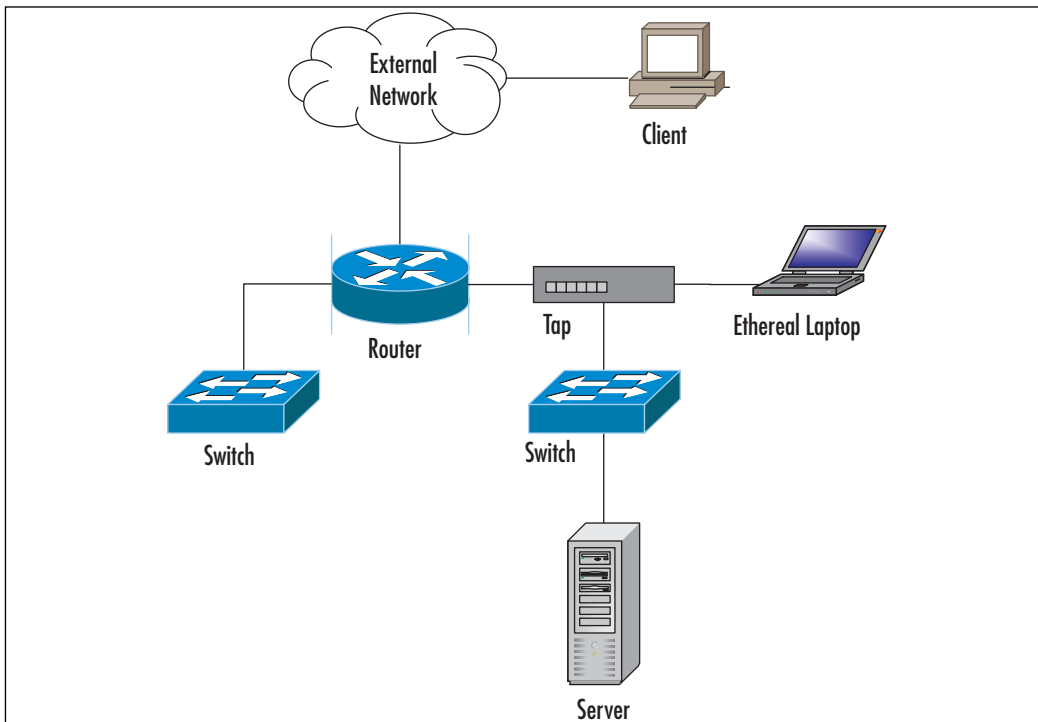 External
Network
Client
Router
Tap
Ethereal Laptop
Switch
Switch
Server